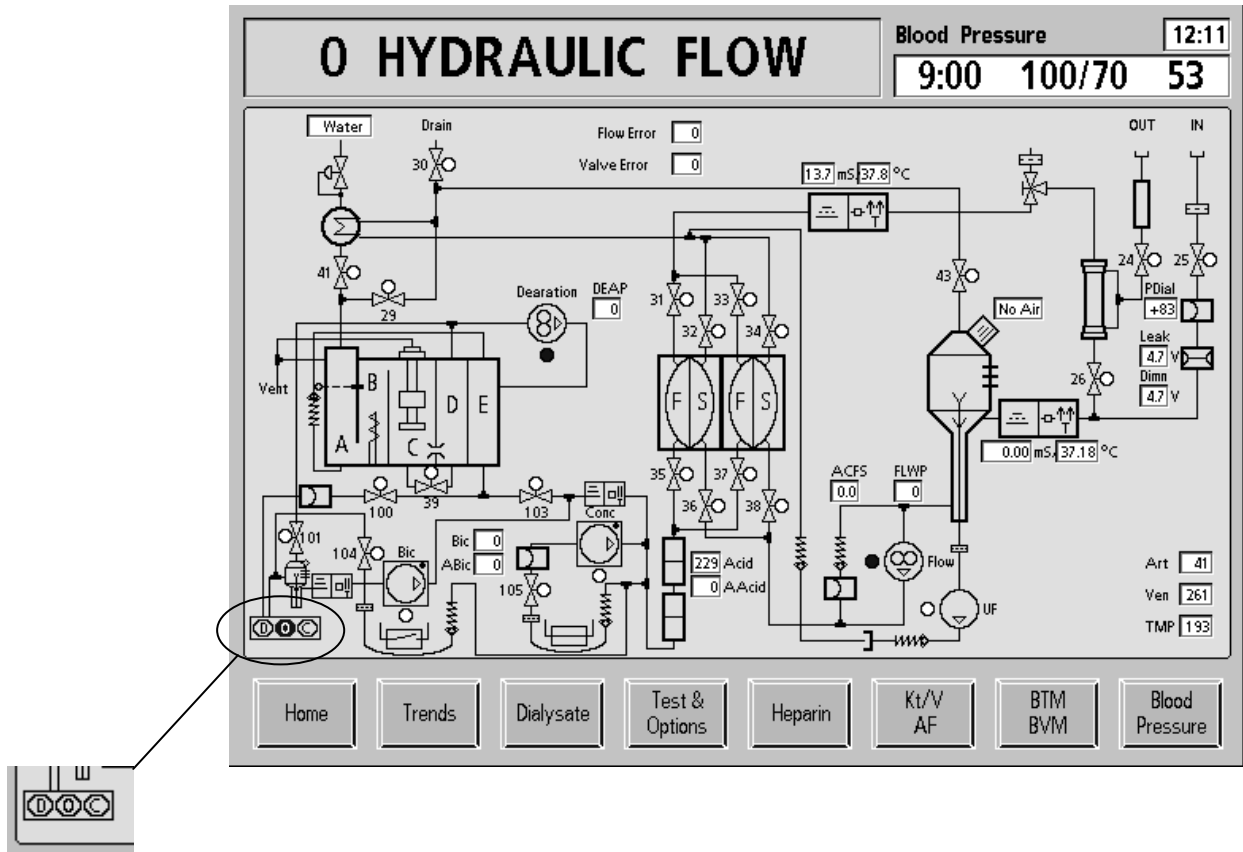 0 HYDRAULIC FLOW
Blood Pressure 12:11
9:00 100/70 53
Water
Drain
Flow Error 0
Valve Error 0
OUT IN
30
13.7 mS/37.8 °C
41
29
Dearation
DEAP
0
31 33
32 34
43
No Air
24 25
PDial
+83
Leak
4.7 V
Dimn
4.7 V
26
Vent
A B C D E
F S F S
0.00 mS/37.18 °C
35 37
36 38
ACFS
0.0
FLWP
0
100 39 103
Conc
101
104
Bic
Bic 0
ABic 0
105
229 Acid
0 AAcid
Flow
UF
Art 41
Ven 261
TMP 193
D O C
Home
Trends
Dialysate
Test &
Options
Heparin
Kt/V
AF
BTM
BVM
Blood
Pressure
D O C